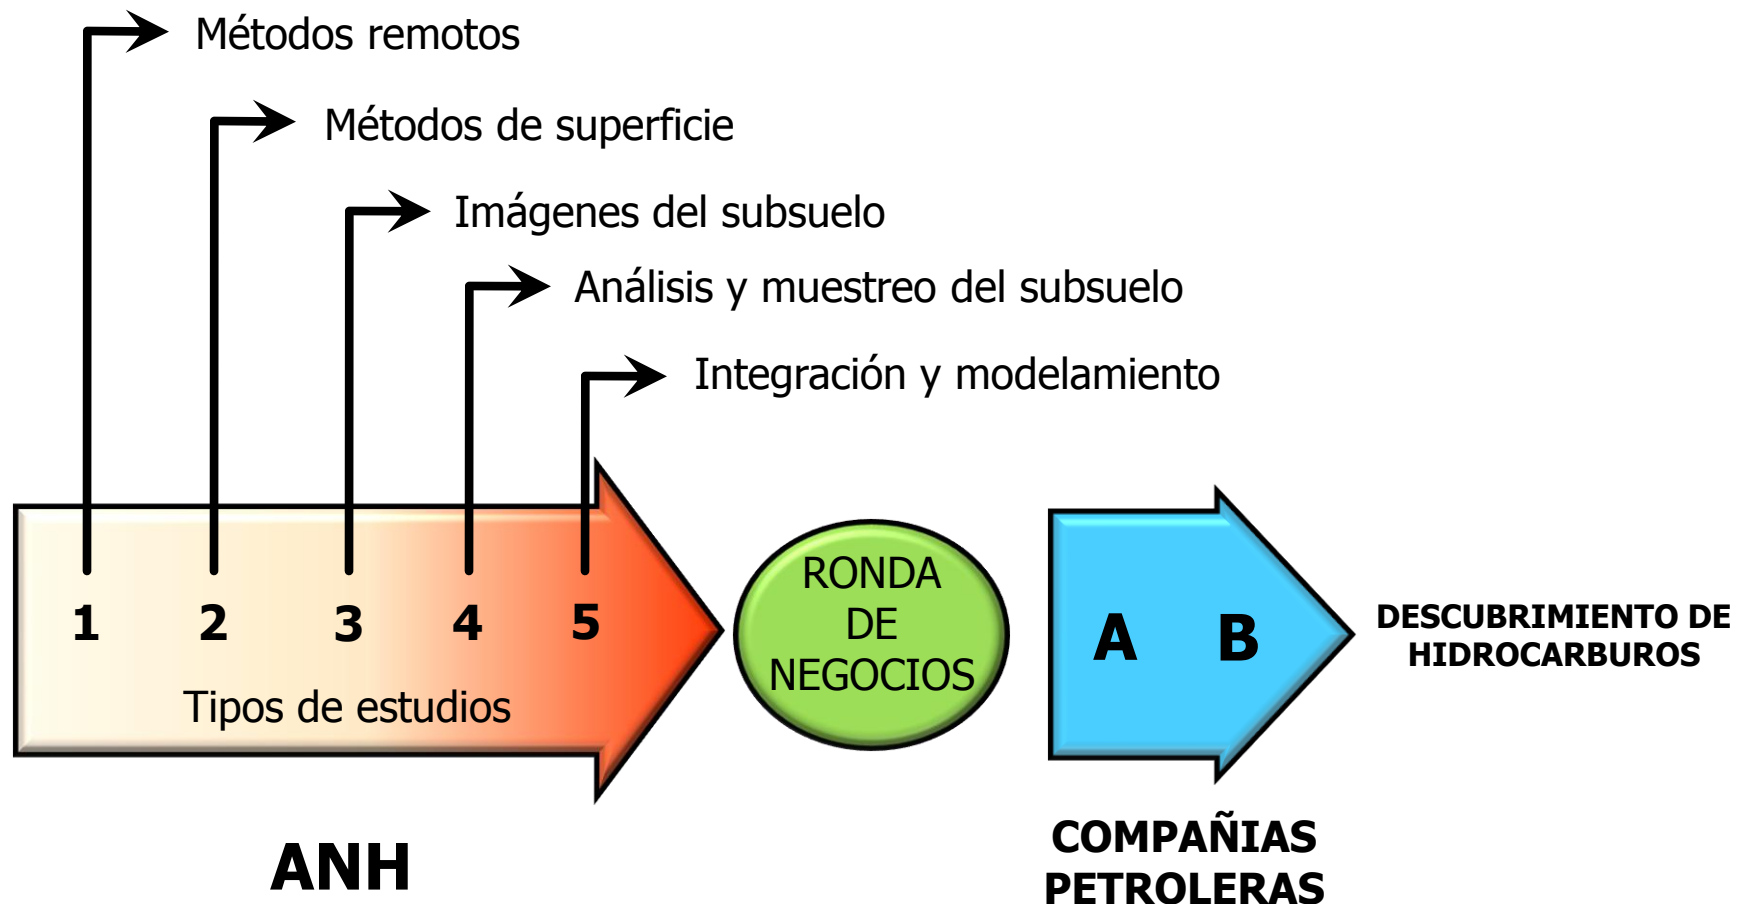 Métodos remotos
Métodos de superficie
Imágenes del subsuelo
Análisis y muestreo del subsuelo
Integración y modelamiento
1 2 3 4 5
Tipos de estudios
ANH
RONDA
DE
NEGOCIOS
A B
COMPAÑIAS
PETROLERAS
DESCUBRIMIENTO DE
HIDROCARBUROS